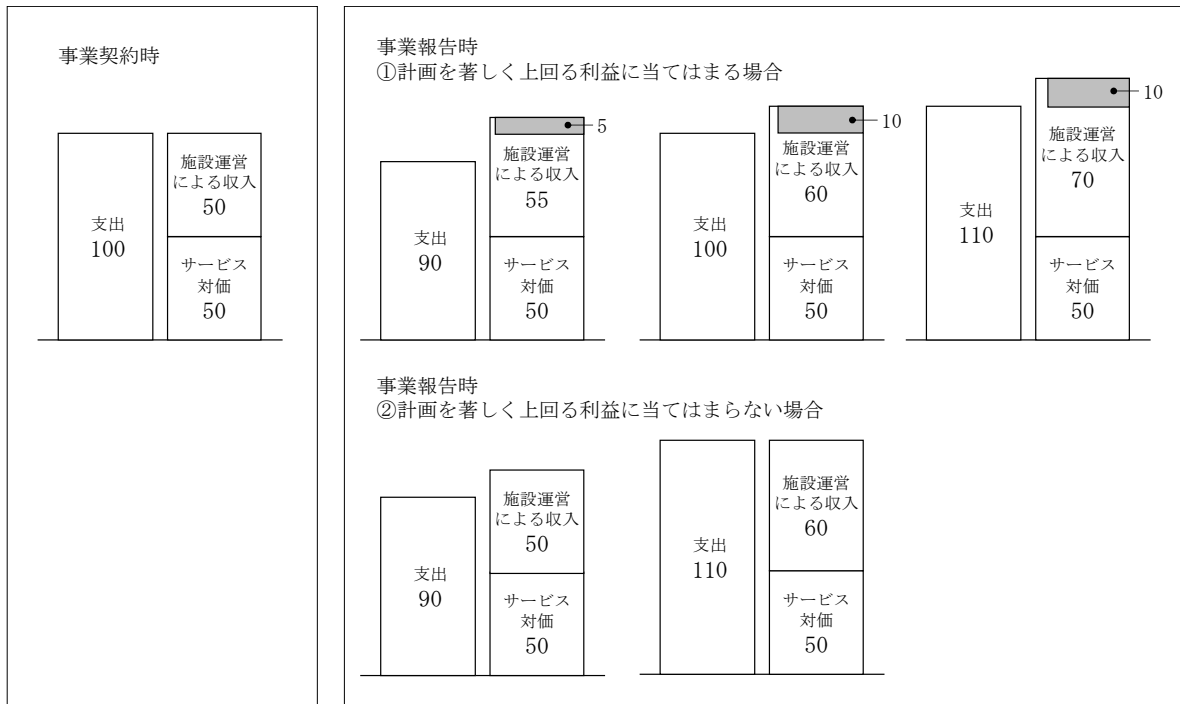 事業契約時
支出
100
施設運営
による収入
50
サービス
対価
50
事業報告時
①計画を著しく上回る利益に当てはまる場合
支出
90
5
施設運営
による収入
55
サービス
対価
50
支出
100
10
施設運営
による収入
60
サービス
対価
50
支出
110
10
施設運営
による収入
70
サービス
対価
50
事業報告時
②計画を著しく上回る利益に当てはまらない場合
支出
90
施設運営
による収入
50
サービス
対価
50
支出
110
施設運営
による収入
60
サービス
対価
50